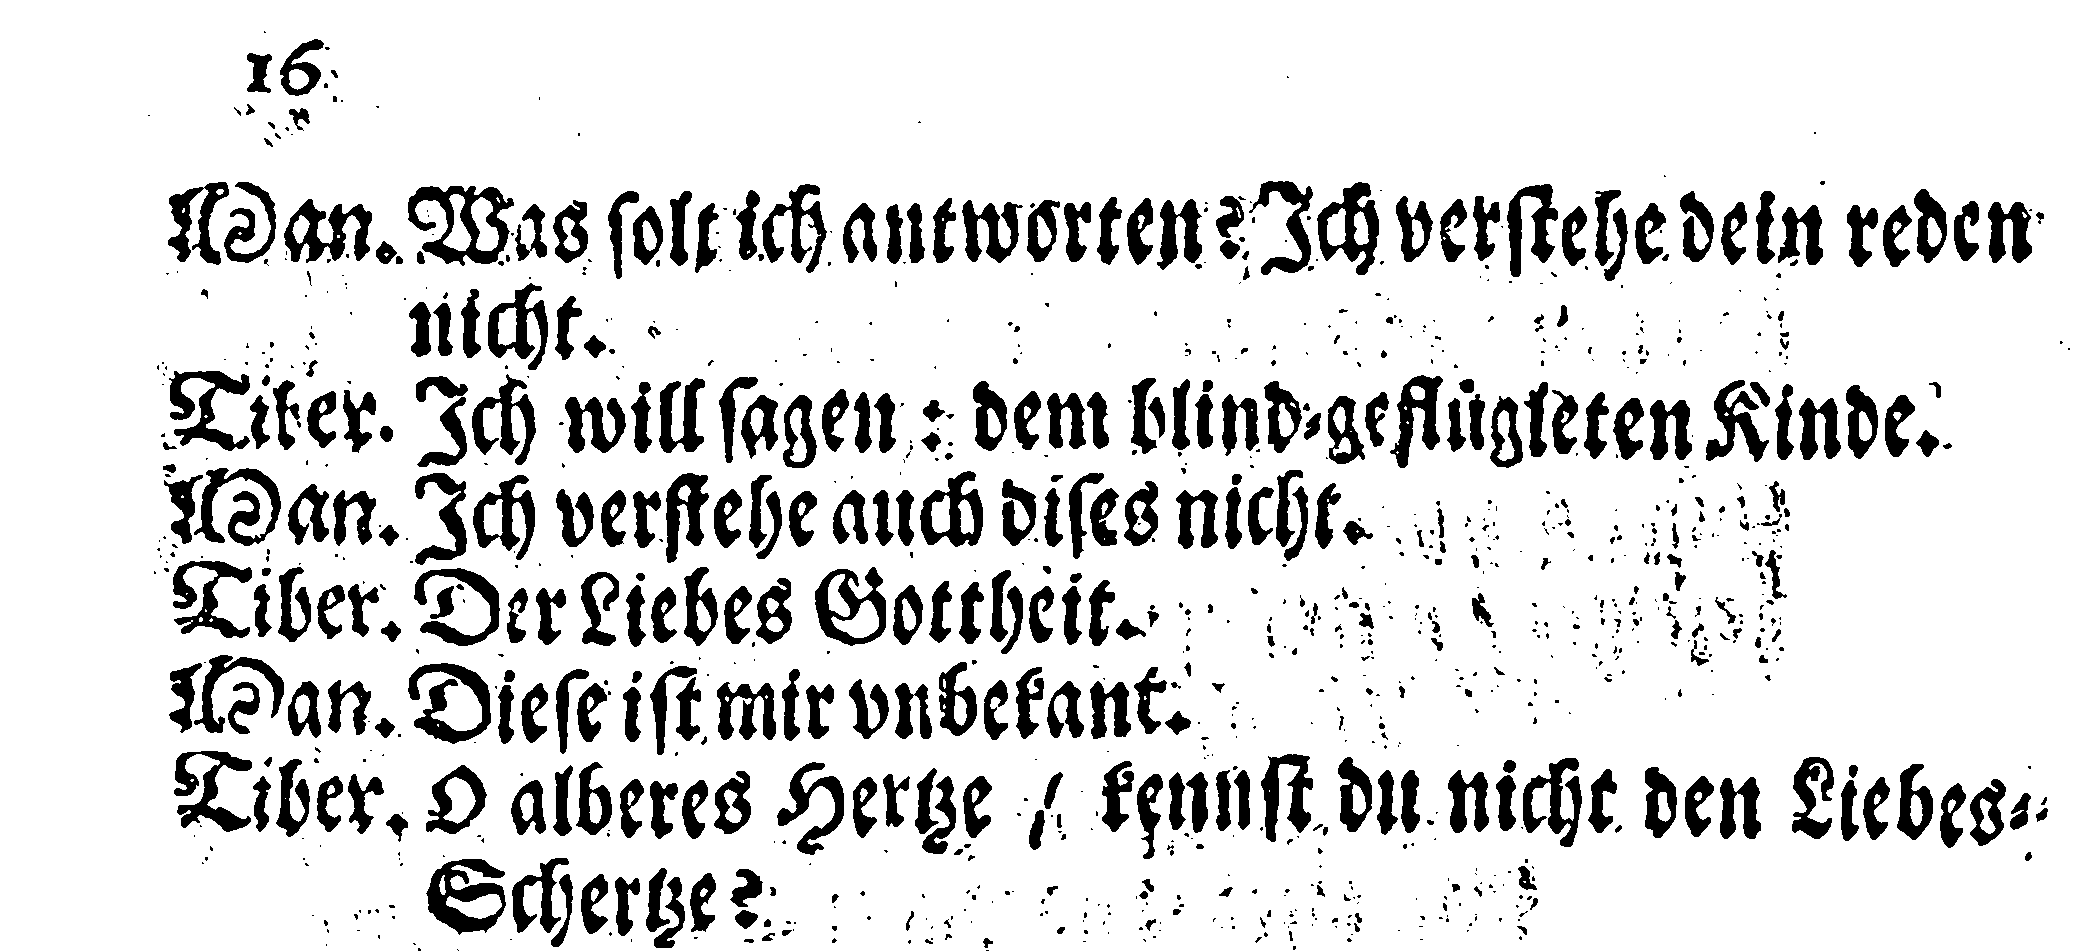 16
Man. Was ſolt ich antworten? Ich verſtehe dein reden
nicht.
Tiber. Ich will ſagen: dem blind-geflügleten Kinde.
Man. Ich verſtehe auch diſes nicht.
Tiber. Der Liebes Gottheit.
Man. Dieſe iſt mir vnbekant.
Tiber. O alberes Hertze / kennſt du nicht den Liebes-
Schertze?